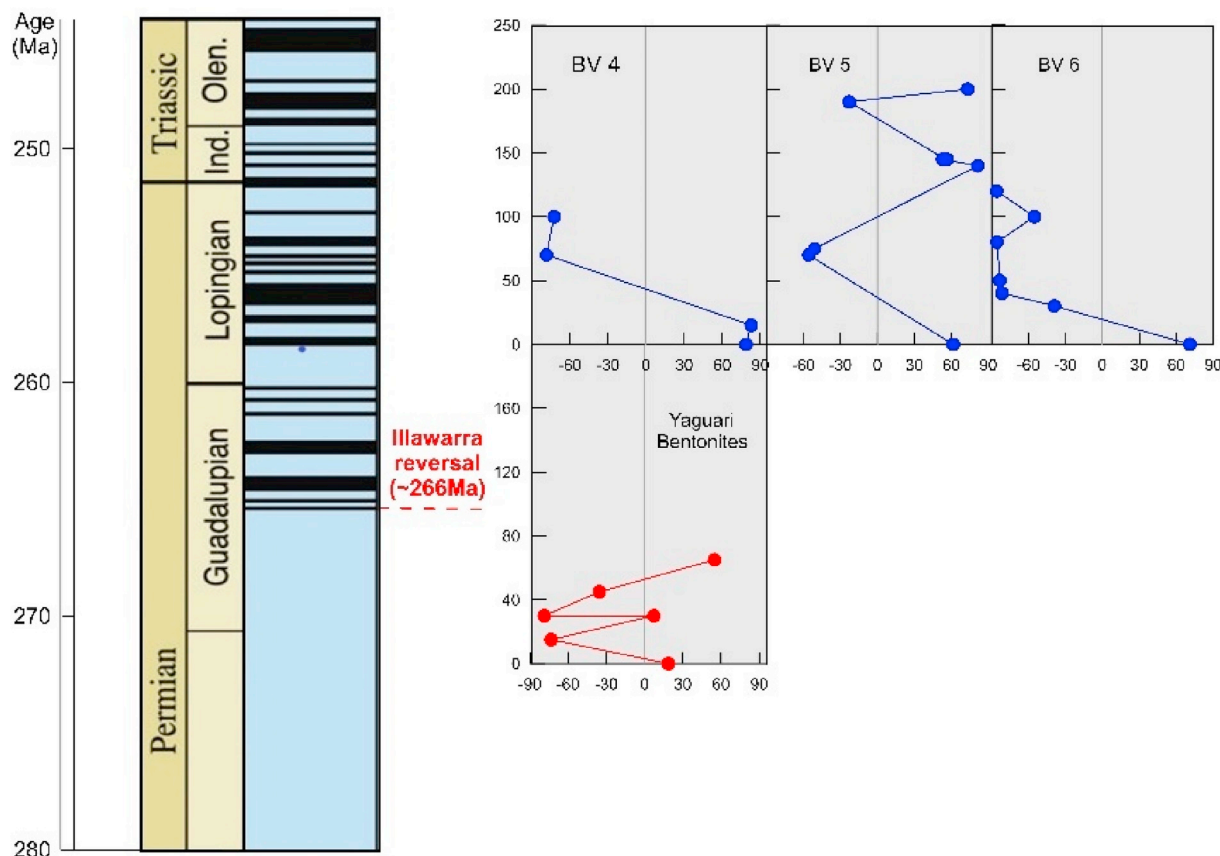 Age
(Ma)
250
260
270
280
Triassic
Permian
Olen.
Ind.
Lopingian
Guadalupian
Illawarra
reversal
(~266Ma)
250
200
150
100
50
0
BV 4
BV 5
BV 6
-60 -30 0 30 60 90
-60 -30 0 30 60 90
-60 -30 0 30 60 90
160
120
80
40
0
Yaguari
Bentonites
-90 -60 -30 0 30 60 90